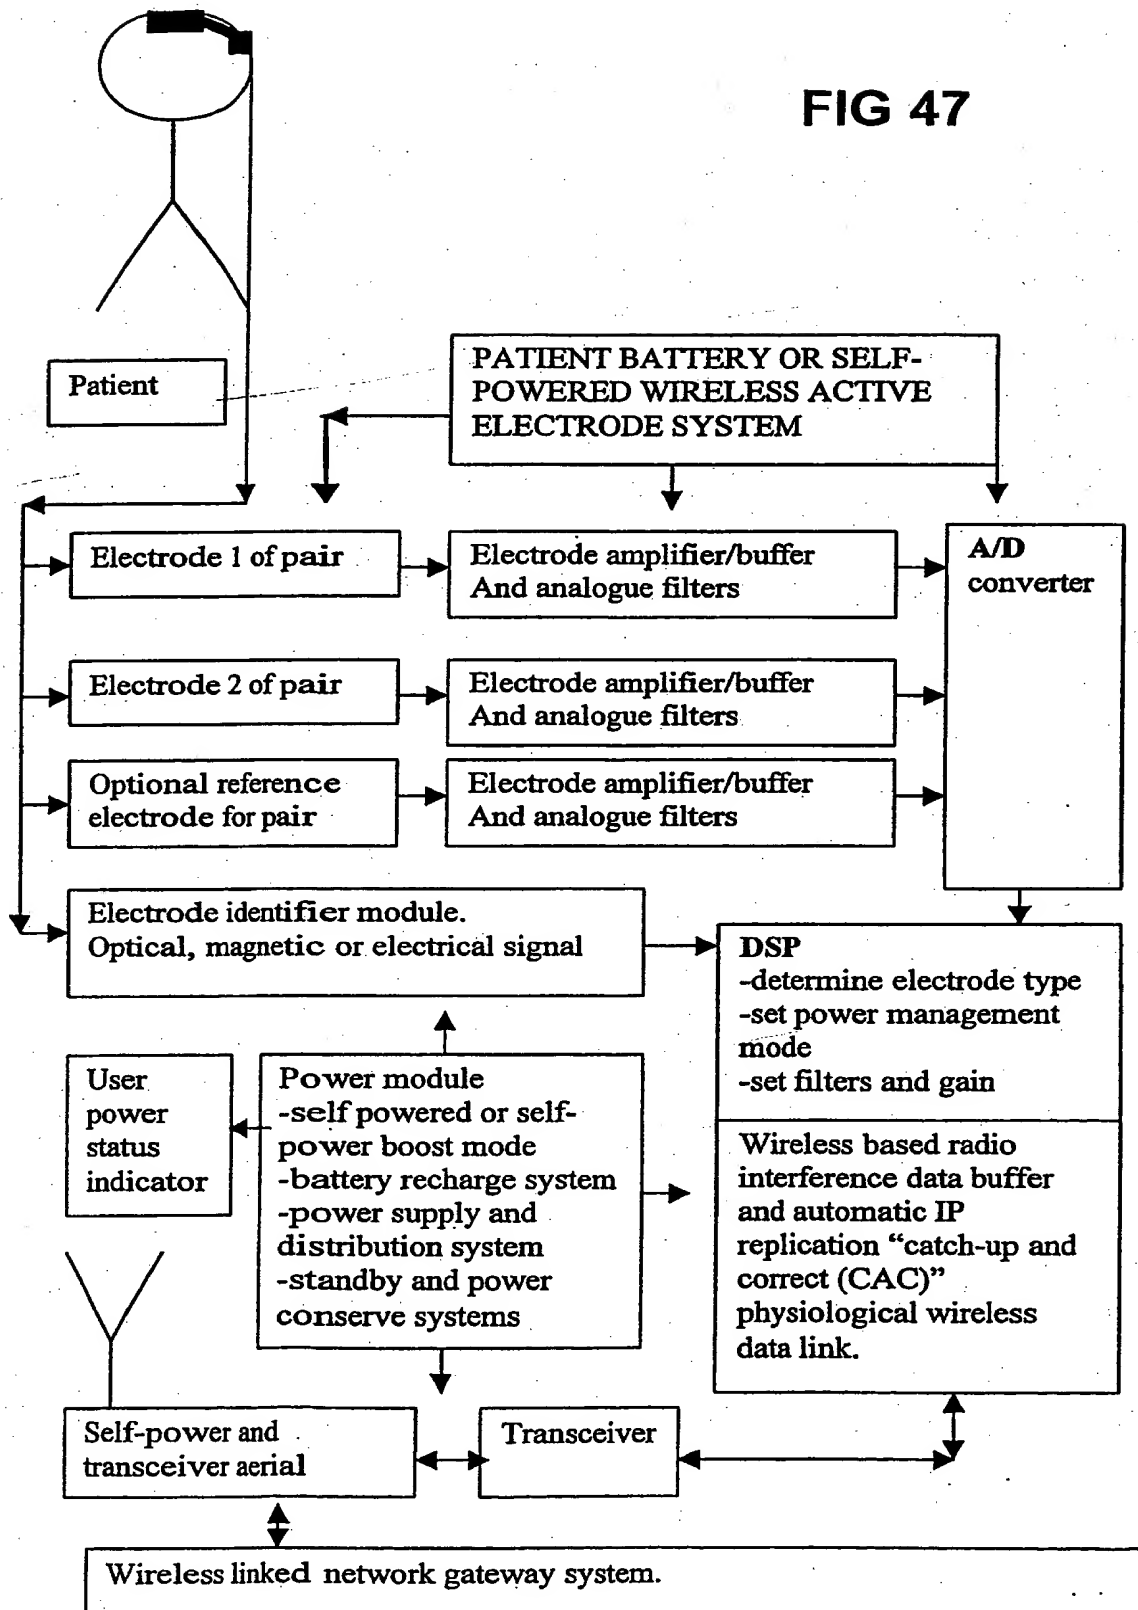 FIG 47
Patient
PATIENT BATTERY OR SELF-
POWERED WIRELESS ACTIVE
ELECTRODE SYSTEM
Electrode 1 of pair
Electrode amplifier/buffer
And analogue filters
A/D
converter
Electrode 2 of pair
Electrode amplifier/buffer
And analogue filters
Optional reference
electrode for pair
Electrode amplifier/buffer
And analogue filters
Electrode identifier module.
Optical, magnetic or electrical signal
DSP
-determine electrode type
-set power management
mode
-set filters and gain
User
power
status
indicator
Power module
-self powered or self-
power boost mode
-battery recharge system
-power supply and
distribution system
-standby and power
conserve systems
Wireless based radio
interference data buffer
and automatic IP
replication “catch-up and
correct (CAC)”
physiological wireless
data link.
Self-power and
transceiver aerial
Transceiver
Wireless linked network gateway system.